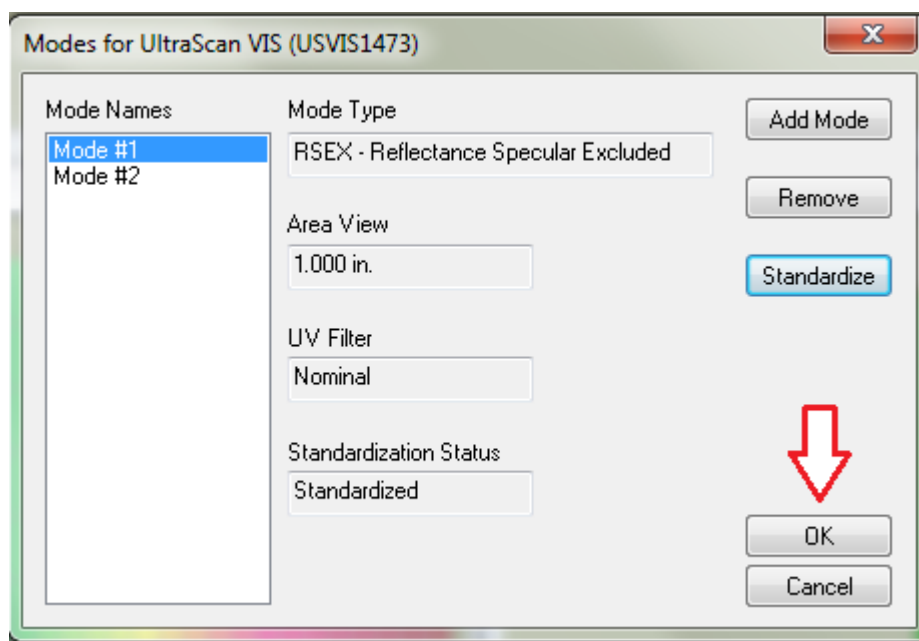 Modes for UltraScan VIS (USVIS1473)
Mode Names
Mode #1
Mode #2
Mode Type
RSEX - Reflectance Specular Excluded
Area View
1.000 in.
UV Filter
Nominal
Standardization Status
Standardized
Add Mode
Remove
Standardize
OK
Cancel